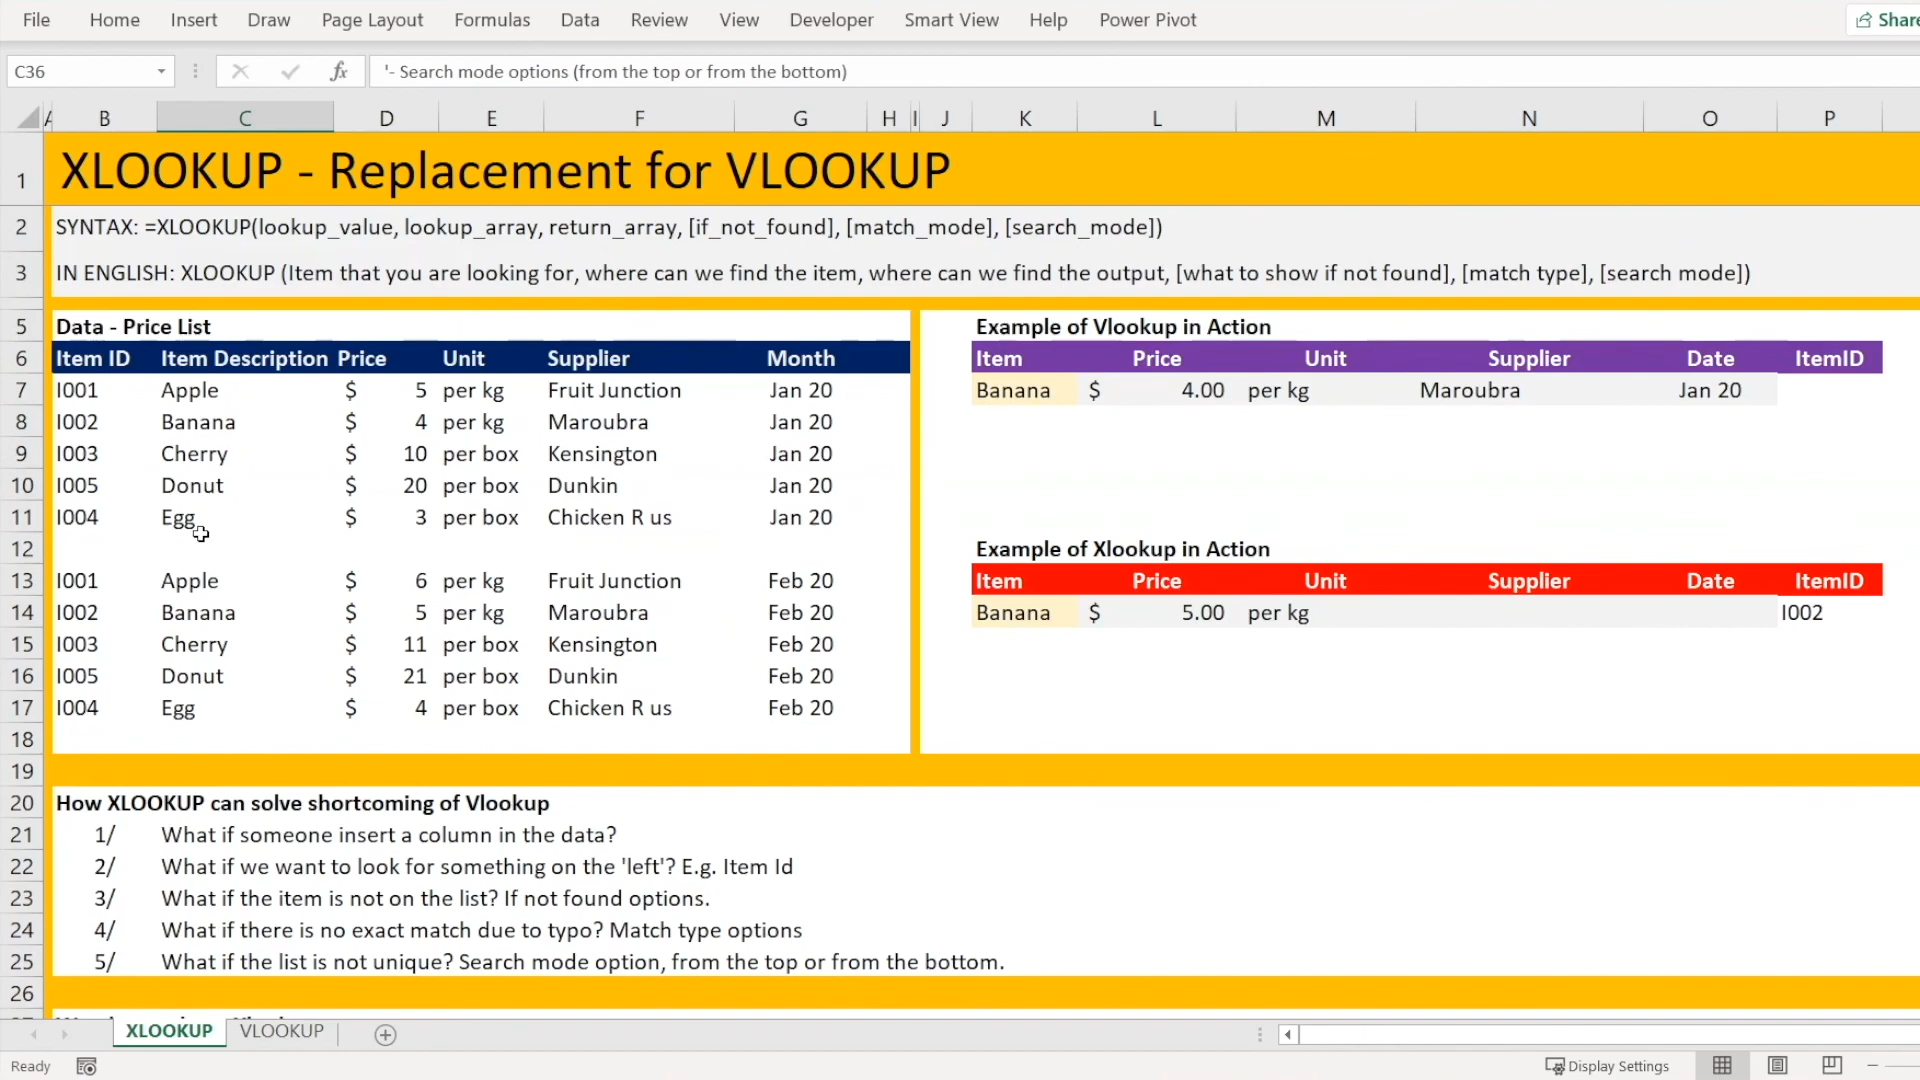 File Home Insert Draw Page Layout Formulas Data Review View Developer Smart View Help Power Pivot Share
C36 fx '- Search mode options (from the top or from the bottom)
A B C D E F G H I J K L M N O P
1 XLOOKUP - Replacement for VLOOKUP
2 SYNTAX: =XLOOKUP(lookup_value, lookup_array, return_array, [if_not_found], [match_mode], [search_mode])
3 IN ENGLISH: XLOOKUP (Item that you are looking for, where can we find the item, where can we find the output, [what to show if not found], [match type], [search mode])
5 Data - Price List Example of Vlookup in Action
6 Item ID Item Description Price Unit Supplier Month Item Price Unit Supplier Date ItemID
7 I001 Apple $ 5 per kg Fruit Junction Jan 20 Banana $ 4.00 per kg Maroubra Jan 20
8 I002 Banana $ 4 per kg Maroubra Jan 20
9 I003 Cherry $ 10 per box Kensington Jan 20
10 I005 Donut $ 20 per box Dunkin Jan 20
11 I004 Egg $ 3 per box Chicken R us Jan 20
12 Example of Xlookup in Action
13 I001 Apple $ 6 per kg Fruit Junction Feb 20 Item Price Unit Supplier Date ItemID
14 I002 Banana $ 5 per kg Maroubra Feb 20 Banana $ 5.00 per kg I002
15 I003 Cherry $ 11 per box Kensington Feb 20
16 I005 Donut $ 21 per box Dunkin Feb 20
17 I004 Egg $ 4 per box Chicken R us Feb 20
18
19
20 How XLOOKUP can solve shortcoming of Vlookup
21 1/ What if someone insert a column in the data?
22 2/ What if we want to look for something on the 'left'? E.g. Item Id
23 3/ What if the item is not on the list? If not found options.
24 4/ What if there is no exact match due to typo? Match type options
25 5/ What if the list is not unique? Search mode option, from the top or from the bottom.
26
XLOOKUP VLOOKUP
Ready Display Settings